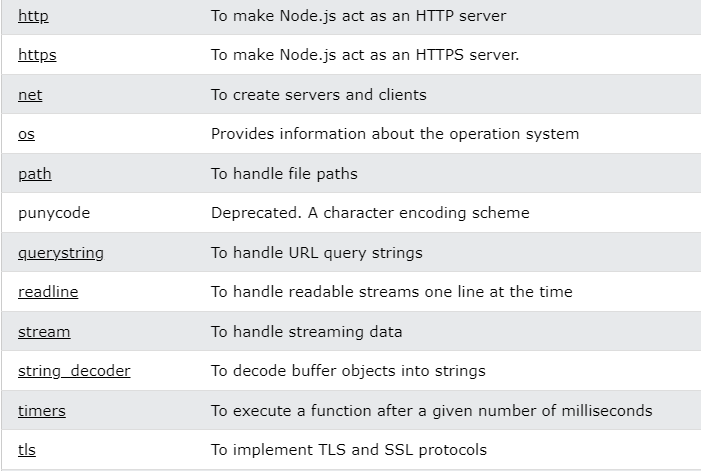 http To make Node.js act as an HTTP server
https To make Node.js act as an HTTPS server.
net To create servers and clients
os Provides information about the operation system
path To handle file paths
punycode Deprecated. A character encoding scheme
querystring To handle URL query strings
readline To handle readable streams one line at the time
stream To handle streaming data
string_decoder To decode buffer objects into strings
timers To execute a function after a given number of milliseconds
tls To implement TLS and SSL protocols